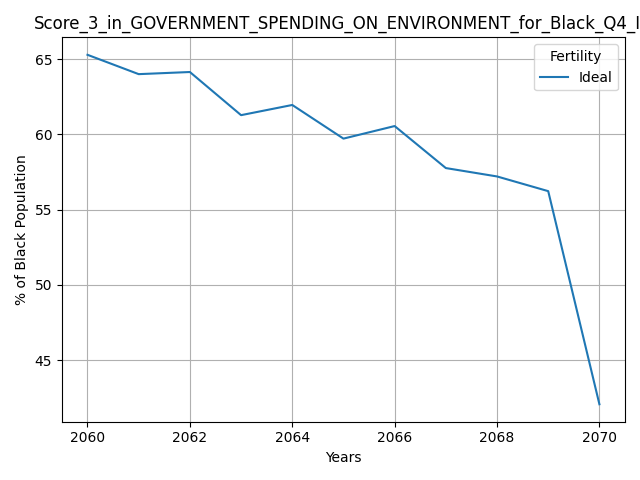 Score_3_in_GOVERNMENT_SPENDING_ON_ENVIRONMENT_for_Black_Q4_I
Fertility
Ideal
65
60
55
50
45
% of Black Population
2060 2062 2064 2066 2068 2070
Years